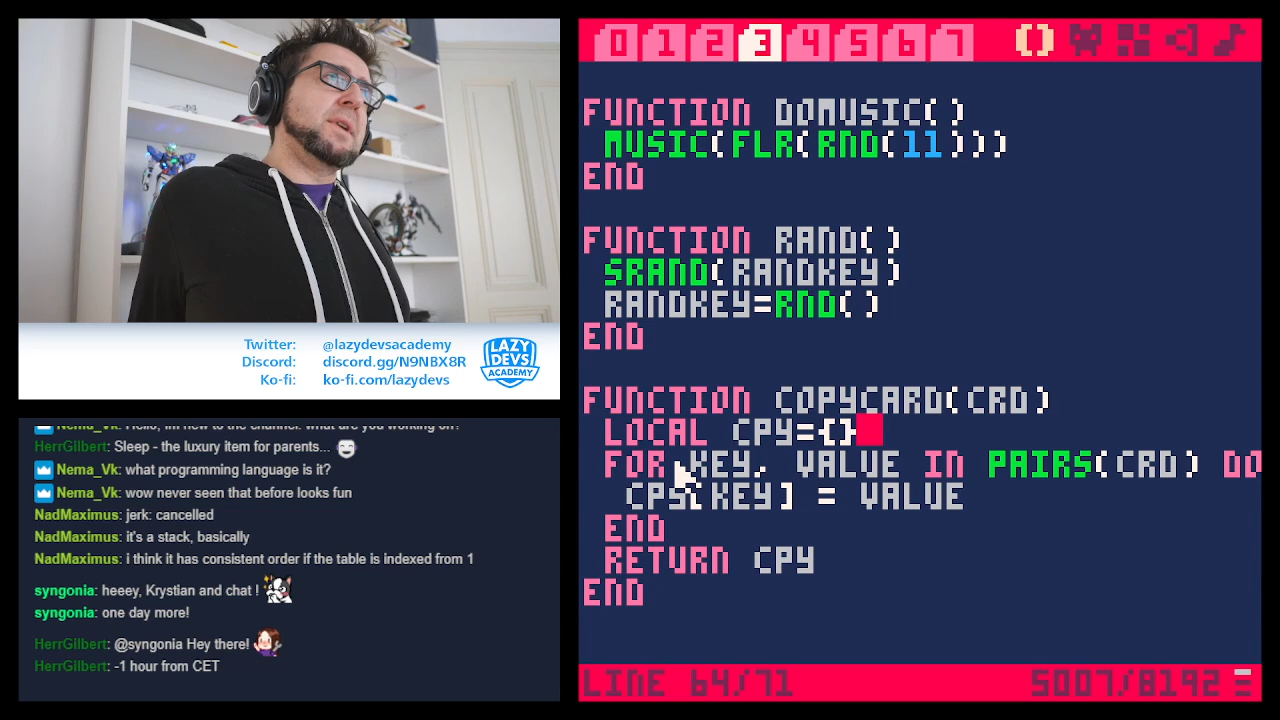 Twitter: @lazydevsacademy
Discord: discord.gg/N9NBX8R
Ko-fi: ko-fi.com/lazydevs
LAZY
DEVS
ACADEMY
HerrGilbert: Sleep - the luxury item for parents...
Nema_Vk: what programming language is it?
Nema_Vk: wow never seen that before looks fun
NadMaximus: jerk: cancelled
NadMaximus: it's a stack, basically
NadMaximus: i think it has consistent order if the table is indexed from 1
syngonia: heeey, Krystian and chat !
syngonia: one day more!
HerrGilbert: @syngonia Hey there!
HerrGilbert: -1 hour from CET
0 1 2 3 4 5 6 7 ()
FUNCTION DOMUSIC()
MUSIC(FLR(RND(11)))
END
FUNCTION RAND()
SRAND(RANDKEY)
RANDKEY=RND()
END
FUNCTION COPYCARD(CRD)
LOCAL CPY={}
FOR KEY, VALUE IN PAIRS(CRD) DO
CPS[KEY] = VALUE
END
RETURN CPY
END
LINE 64/71 5007/8192